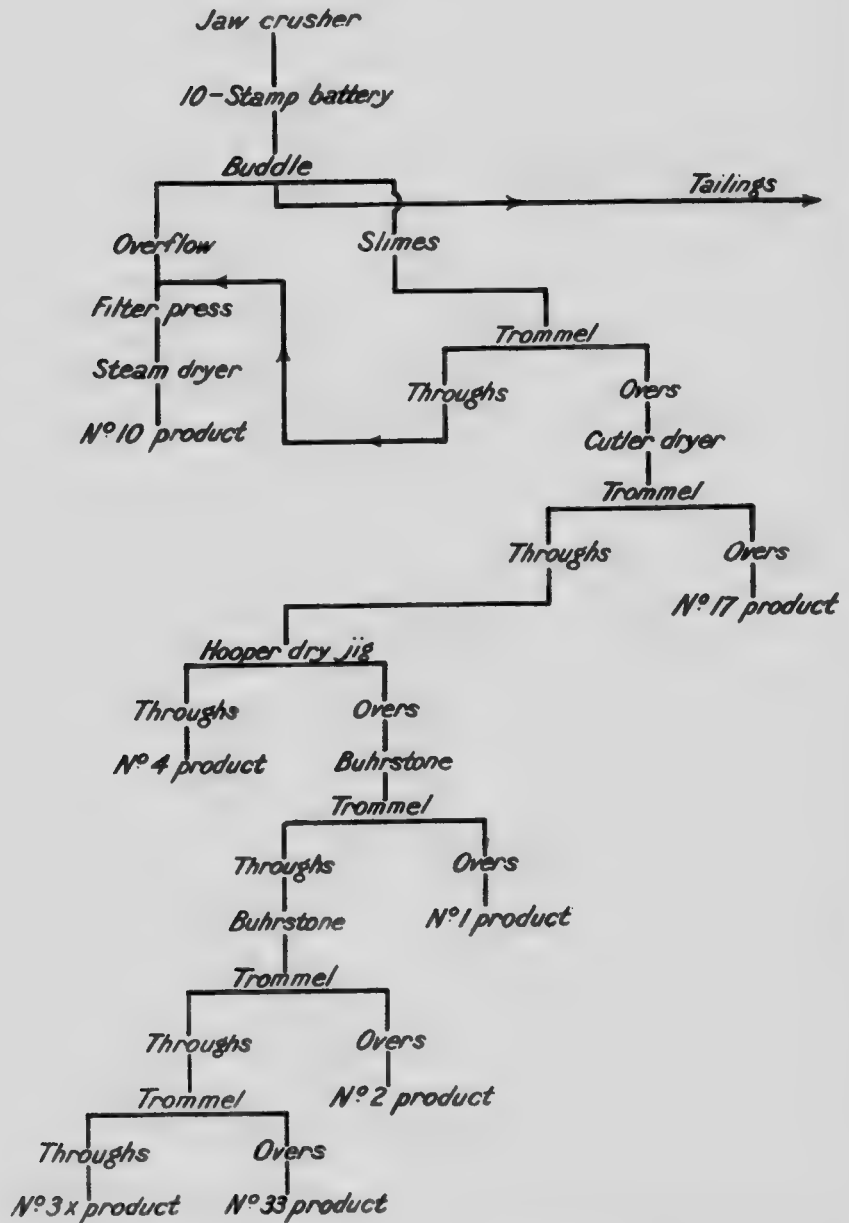 Jaw crusher
10-Stamp battery
Buddle
Tailings
Overflow
Slimes
Filter press
Trommel
Steam dryer
Throughs
Overs
Nº 10 product
Cutler dryer
Trommel
Throughs
Overs
Nº 17 product
Hooper dry jig
Throughs
Overs
Nº 4 product
Buhrstone
Trommel
Throughs
Overs
Buhrstone
Nº 1 product
Trommel
Throughs
Overs
Nº 2 product
Trommel
Throughs
Overs
Nº 3x product
Nº 33 product